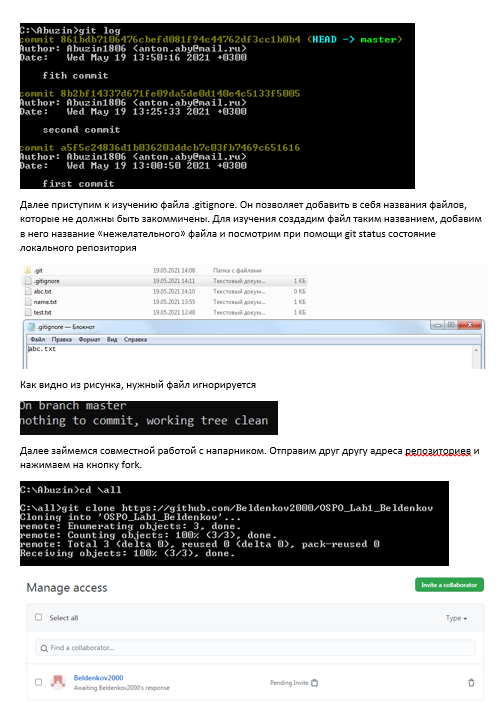 C:\Abuzin>git log
commit 861bdb7106476cbefd081f94c44762df3cc1b0b4 (HEAD -> master)
Author: Abuzin1806 <anton.aby@mail.ru>
Date:   Wed May 19 13:50:16 2021 +0300
fith commit
commit 8b2bf14337d671fe09da5de0d140e4c5133f5005
Author: Abuzin1806 <anton.aby@mail.ru>
Date:   Wed May 19 13:25:33 2021 +0300
second commit
commit a5f5c24836d1b036203ddcb7c03fb7469c651616
Author: Abuzin1806 <anton.aby@mail.ru>
Date:   Wed May 19 13:00:50 2021 +0300
first commit
Далее приступим к изучению файла .gitignore. Он позволяет добавить в себя названия файлов,
которые не должны быть закоммичены. Для изучения создадим файл таким названием, добавим
в него название «нежелательного» файла и посмотрим при помощи git status состояние
локального репозитория
.git 19.05.2021 14:08 Папка с файлами
.gitignore 19.05.2021 14:11 Текстовый докум... 1 КБ
abc.txt 19.05.2021 14:10 Текстовый докум... 0 КБ
name.txt 19.05.2021 13:35 Текстовый докум... 1 КБ
test.txt 19.05.2021 12:48 Текстовый докум... 1 КБ
.gitignore — Блокнот
Файл Правка Формат Вид Справка
abc.txt
Как видно из рисунка, нужный файл игнорируется
On branch master
nothing to commit, working tree clean
Далее займемся совместной работой с напарником. Отправим друг другу адреса репозиториев и
нажимаем на кнопку fork.
C:\Abuzin>cd \all
C:\all>git clone https://github.com/Beldenkov2000/OSPO_Lab1_Beldenkov
Cloning into 'OSPO_Lab1_Beldenkov'...
remote: Enumerating objects: 3, done.
remote: Counting objects: 100% (3/3), done.
remote: Total 3 (delta 0), reused 0 (delta 0), pack-reused 0
Receiving objects: 100% (3/3), done.
Manage access
Invite a collaborator
Select all Type
Find a collaborator...
Beldenkov2000
Awaiting Beldenkov2000's response
Pending Invite